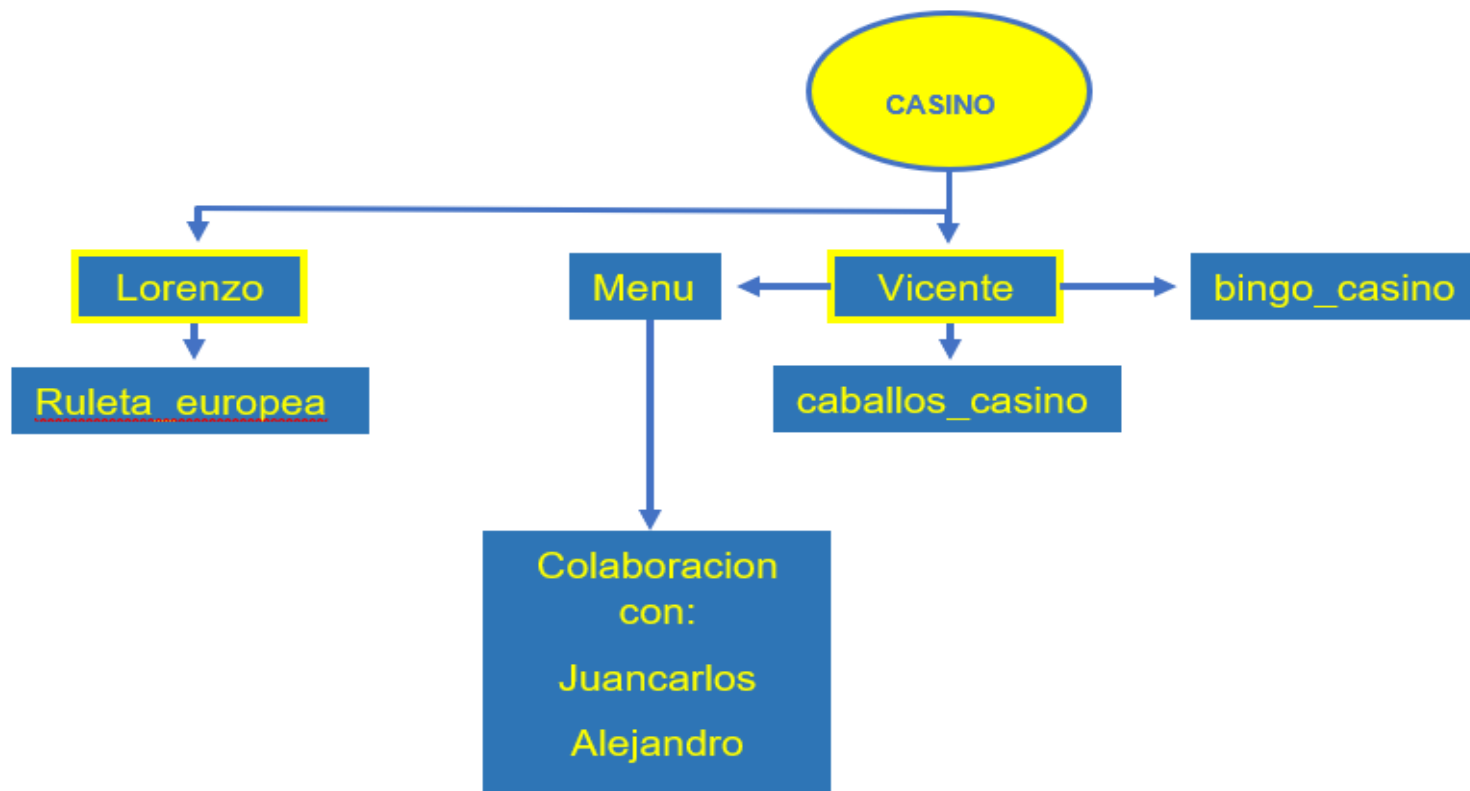 CASINO
Lorenzo
Menu
Vicente
bingo_casino
Ruleta_europea
caballos_casino
Colaboracion
con:
Juancarlos
Alejandro